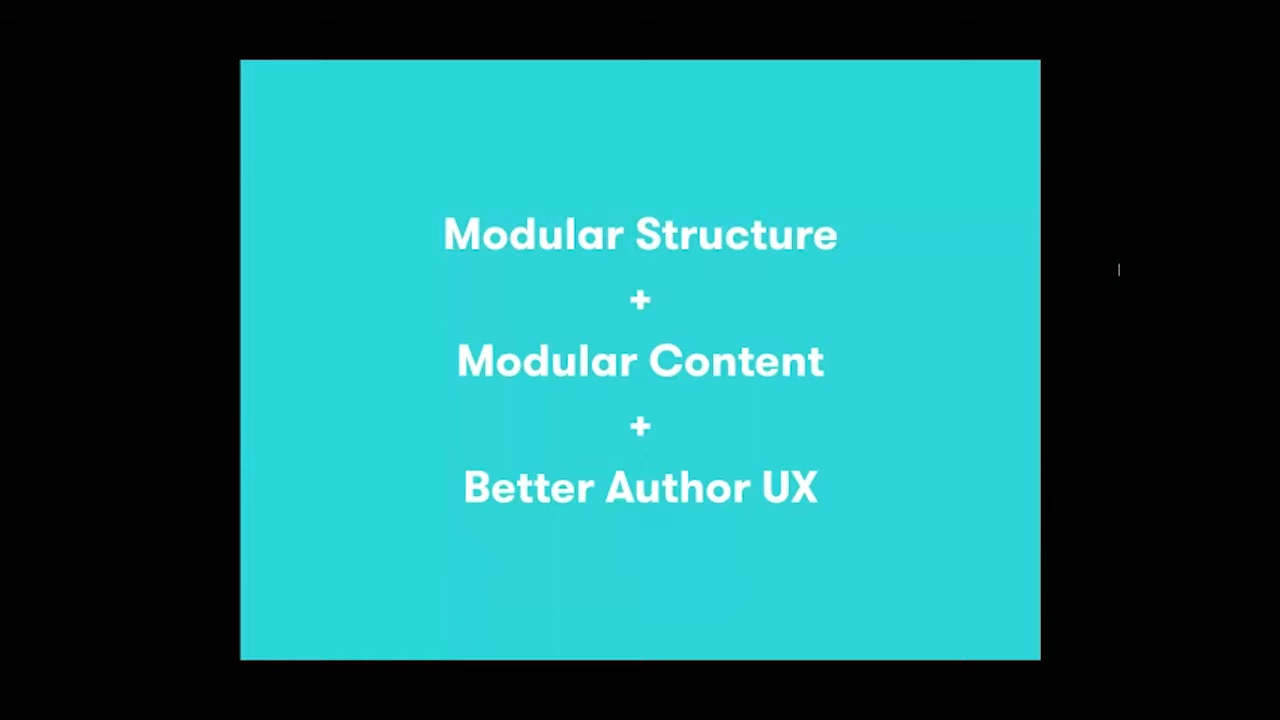 Modular Structure
+
Modular Content
+
Better Author UX